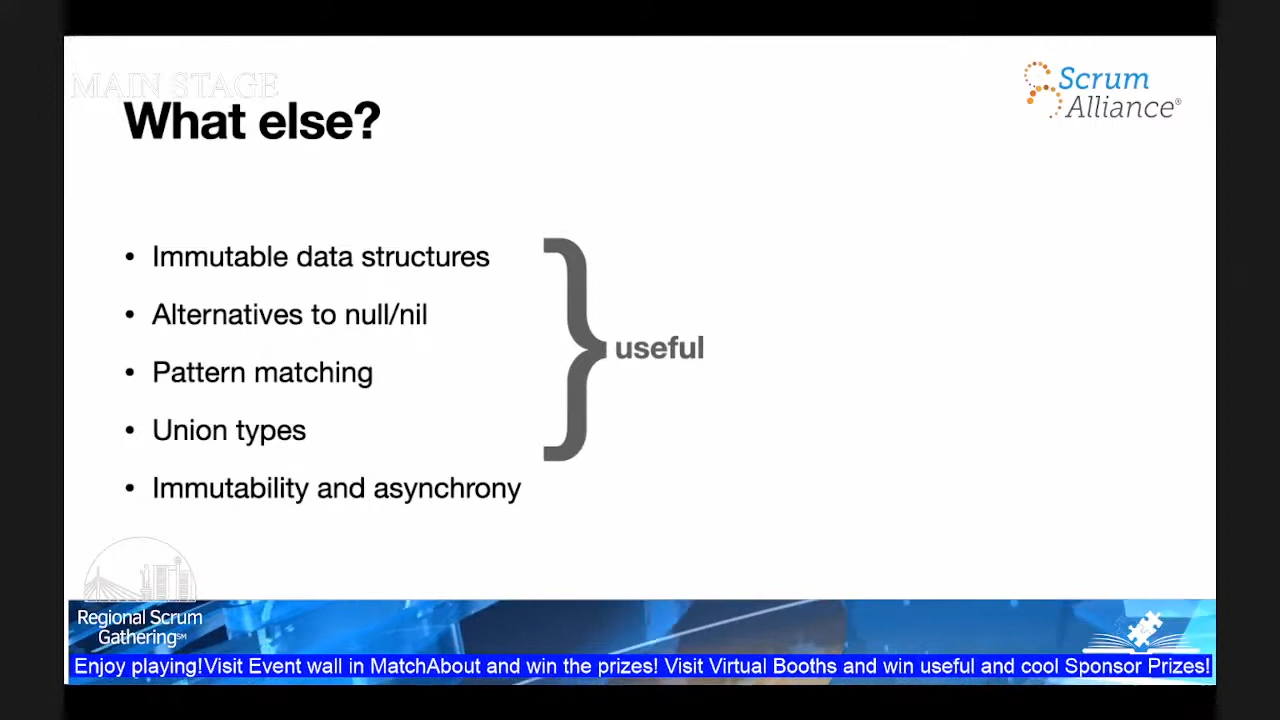 MAIN STAGE
Scrum
Alliance®
What else?
• Immutable data structures
• Alternatives to null/nil
• Pattern matching
• Union types
• Immutability and asynchrony
} useful
Regional Scrum
Gathering℠
Enjoy playing!Visit Event wall in MatchAbout and win the prizes! Visit Virtual Booths and win useful and cool Sponsor Prizes!